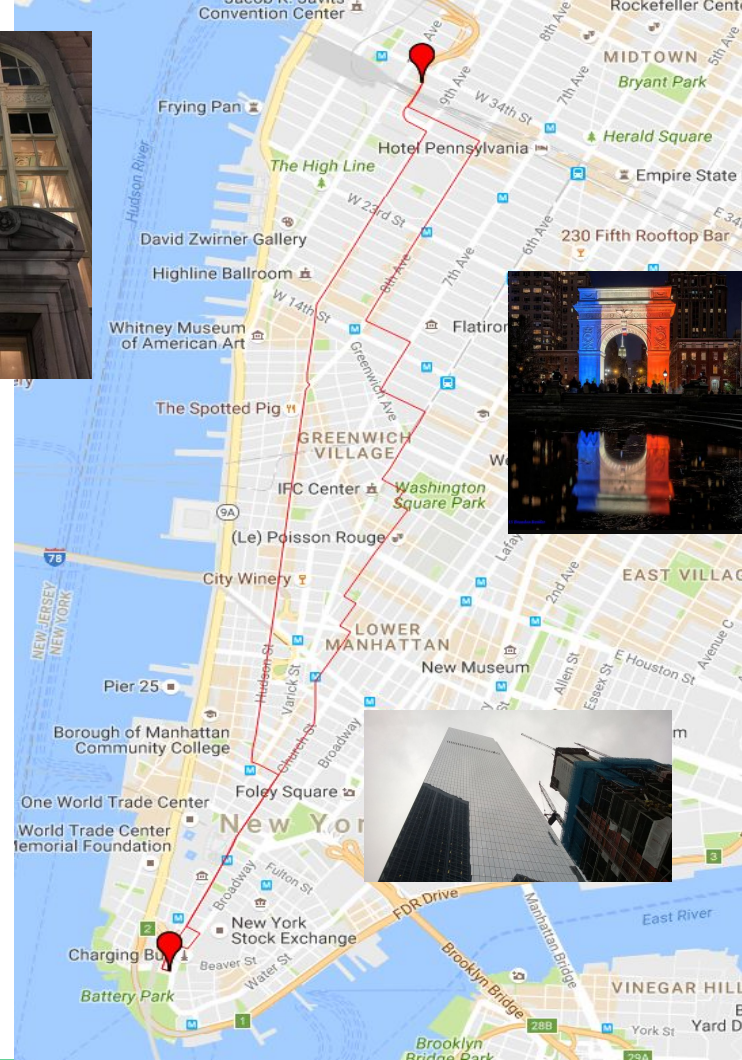 Jacob K. Javits
Convention Center
Rockefeller Cent
Ave
8th Ave
5th Ave
MIDTOWN
9th Ave
7th Ave
Bryant Park
Frying Pan
W 34th St
Herald Square
Hotel Pennsylvania
Hudson River
The High Line
Empire State
W 23rd St
E 34
6th Ave
David Zwirner Gallery
230 Fifth Rooftop Bar
7th Ave
8th Ave
Highline Ballroom
W 14th St
Whitney Museum
of American Art
Flatiron
Greenwich Ave
The Spotted Pig
GREENWICH
VILLAGE
IFC Center
Washington
Square Park
9A
(Le) Poisson Rouge
78
Lafay
City Winery
2nd Ave
EAST VILLAG
NEW JERSEY
NEW YORK
LOWER
MANHATTAN
Avenue C
E Houston St
New Museum
Hudson St
Varick St
Allen St
Essex St
Pier 25
Borough of Manhattan
Community College
Church St
Broadway
m
Foley Square
One World Trade Center
New Yor
World Trade Center
Memorial Foundation
3
Broadway
Fulton St
FDR Drive
East River
2
New York
Stock Exchange
Manhattan Bridge
Charging Bu
Beaver St
Water St
Brooklyn Bridge
Battery Park
VINEGAR HILL
1
28B
York St
Yard D
Brooklyn
Bridge Park
29A